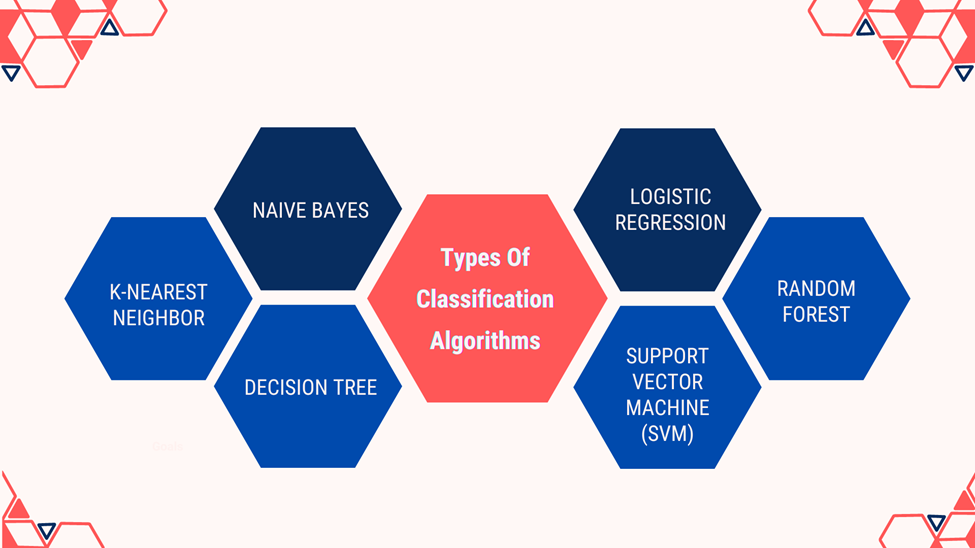 NAIVE BAYES
LOGISTIC
REGRESSION
K-NEAREST
NEIGHBOR
Types Of
Classification
Algorithms
RANDOM
FOREST
DECISION TREE
SUPPORT
VECTOR
MACHINE
(SVM)